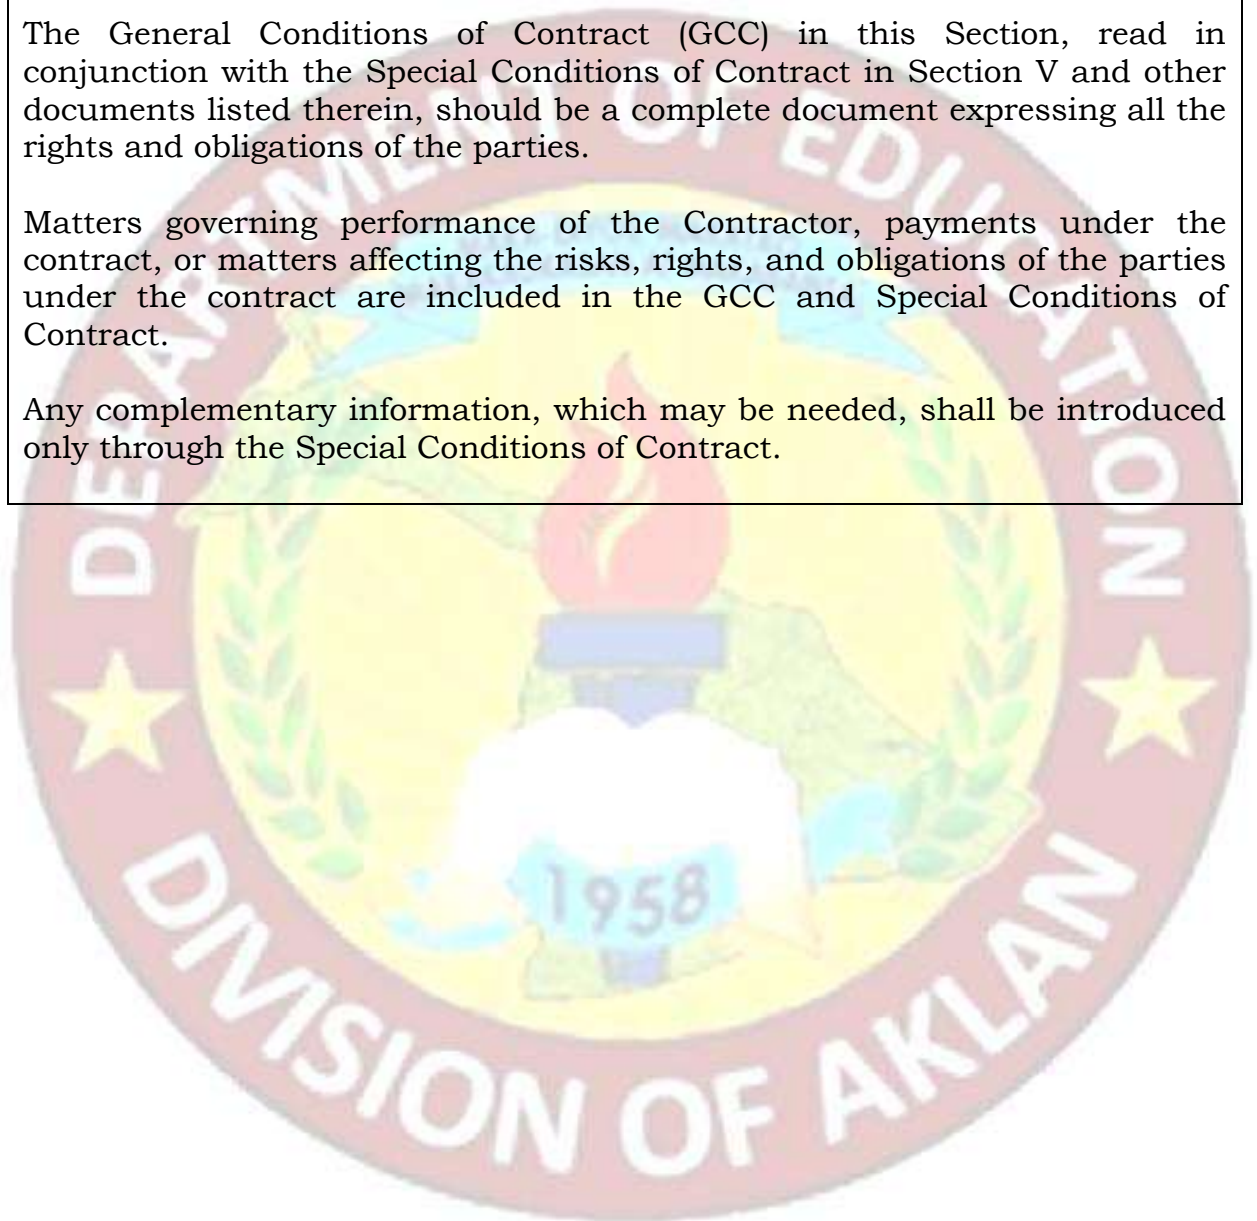 The General Conditions of Contract (GCC) in this Section, read in
conjunction with the Special Conditions of Contract in Section V and other
documents listed therein, should be a complete document expressing all the
rights and obligations of the parties.
Matters governing performance of the Contractor, payments under the
contract, or matters affecting the risks, rights, and obligations of the parties
under the contract are included in the GCC and Special Conditions of
Contract.
Any complementary information, which may be needed, shall be introduced
only through the Special Conditions of Contract.
DEPARTMENT OF EDUCATION
1958
DIVISION OF AKLAN